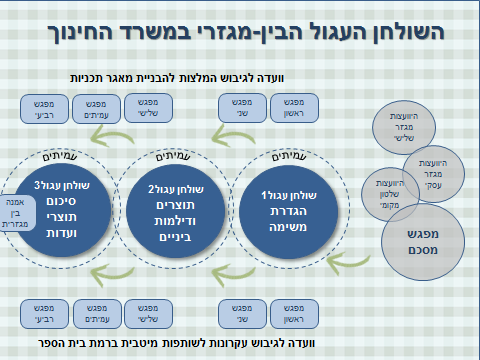 השולחן העגול הבין-מגזרי במשרד החינוך
וועדה לגיבוש המלצות להבניית מאגר תכניות
מפגש
ראשון
מפגש
שני
מפגש
שלישי
מפגש
עמיתים
מפגש
רביעי
היוועצות
מגזר
שלישי
היוועצות
מגזר
עסקי
היוועצות
שלטון
מקומי
מפגש
מסכם
עמיתים
שולחן עגול1
הגדרת
משימה
עמיתים
שולחן עגול2
תוצרים
ודילמות
ביניים
עמיתים
שולחן עגול3
סיכום
תוצרי
ועדות
אמנה
בין
מגזרית
מפגש
ראשון
מפגש
שני
מפגש
שלישי
מפגש
עמיתים
מפגש
רביעי
וועדה לגיבוש עקרונות לשותפות מיטבית ברמת בית הספר